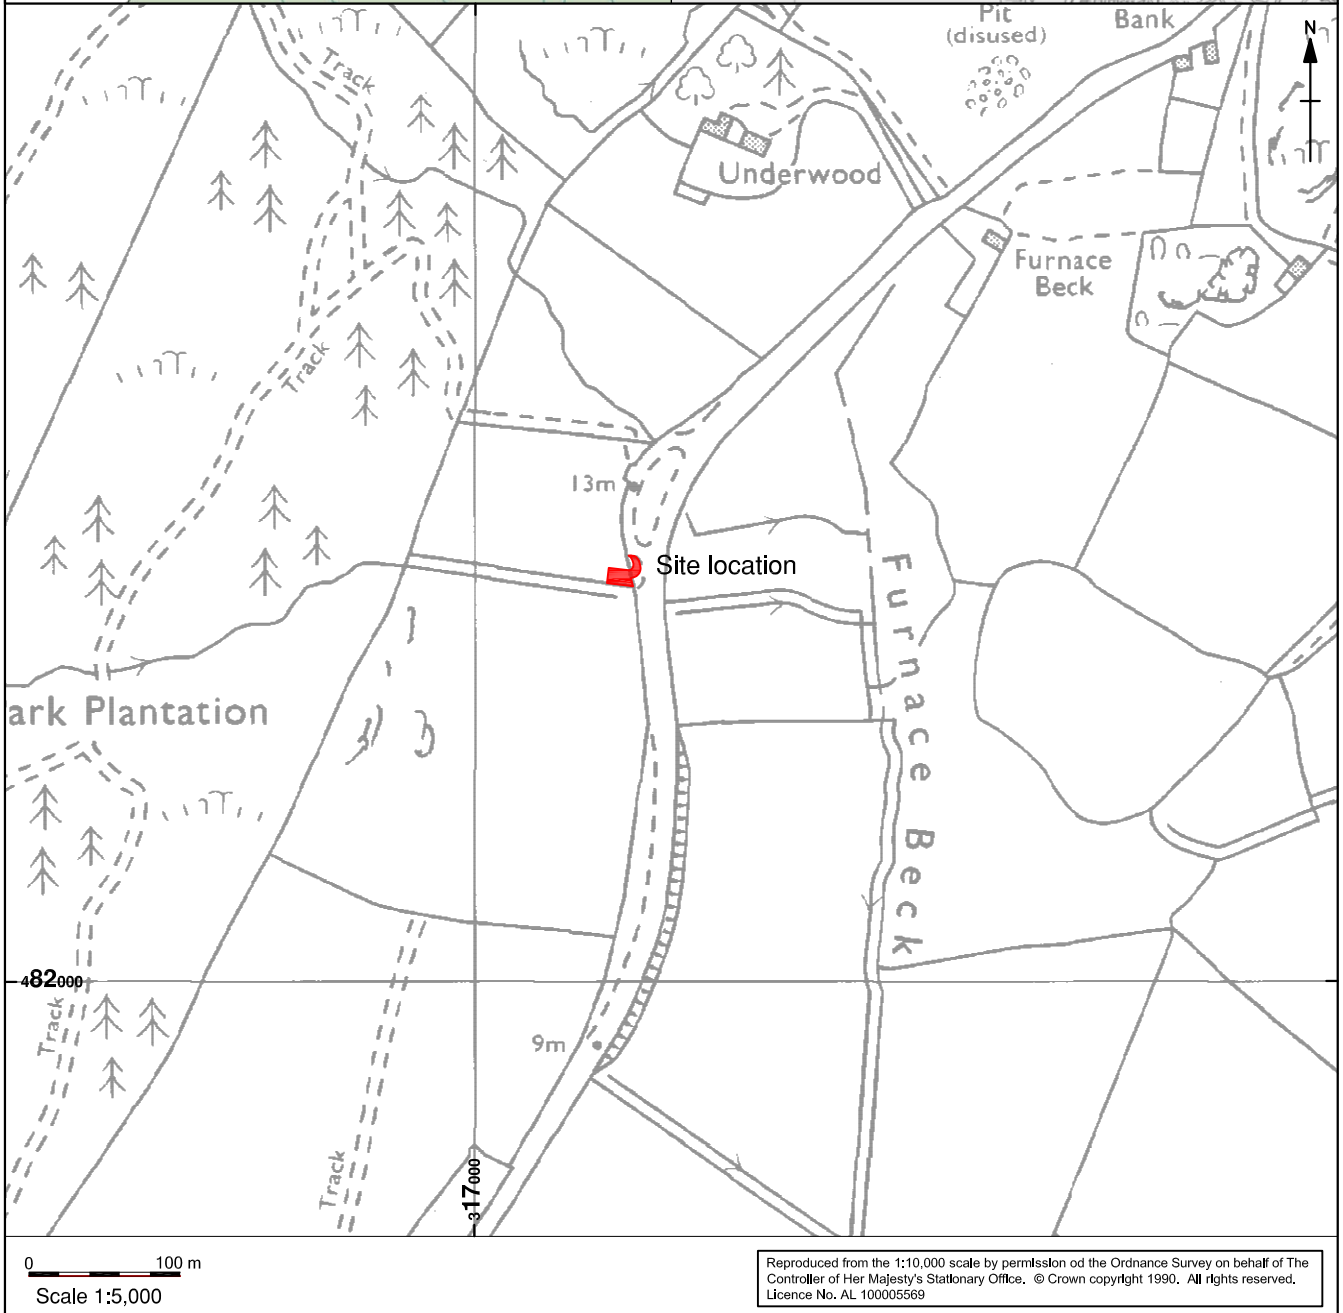 Pit
(disused)
Bank
N
Track
Underwood
Furnace
Beck
Track
13m
Site location
Furnace Beck
ark Plantation
482000
Track
9m
Track
317000
0 100 m
Scale 1:5,000
Reproduced from the 1:10,000 scale by permission od the Ordnance Survey on behalf of The
Controller of Her Majesty's Stationary Office. © Crown copyright 1990. All rights reserved.
Licence No. AL 100005569